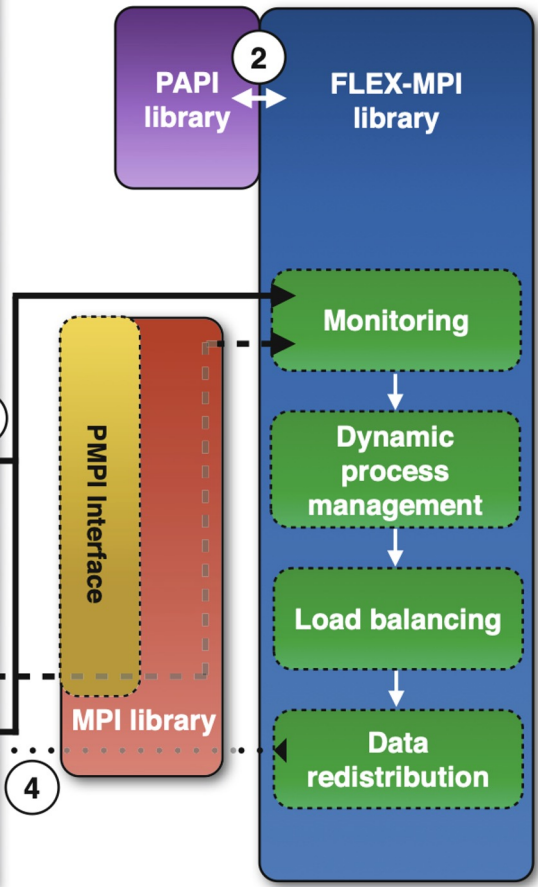 2
PAPI
library
FLEX-MPI
library
Monitoring
PMPI Interface
Dynamic
process
management
Load balancing
MPI library
Data
redistribution
4